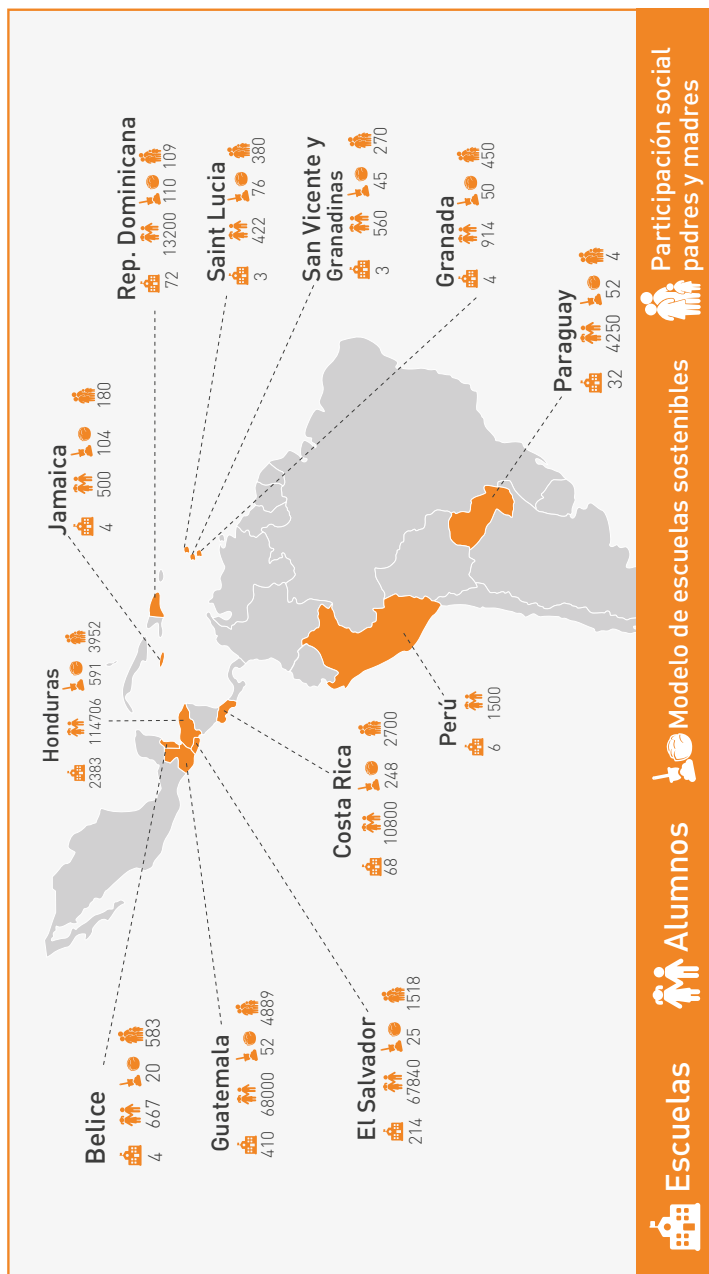 Belice
4 667 20 583
Guatemala
410 68000 52 4889
El Salvador
214 67840 25 1518
Honduras
2383 114706 591 3952
Costa Rica
68 10800 248 2700
Perú
6 1500
Jamaica
4 500 104 180
Rep. Dominicana
72 13200 110 109
Saint Lucia
3 422 76 380
San Vicente y
Granadinas
3 560 45 270
Granada
4 914 50 450
Paraguay
32 4250 52 4
Escuelas
Alumnos
Modelo de escuelas sostenibles
Participación social
padres y madres